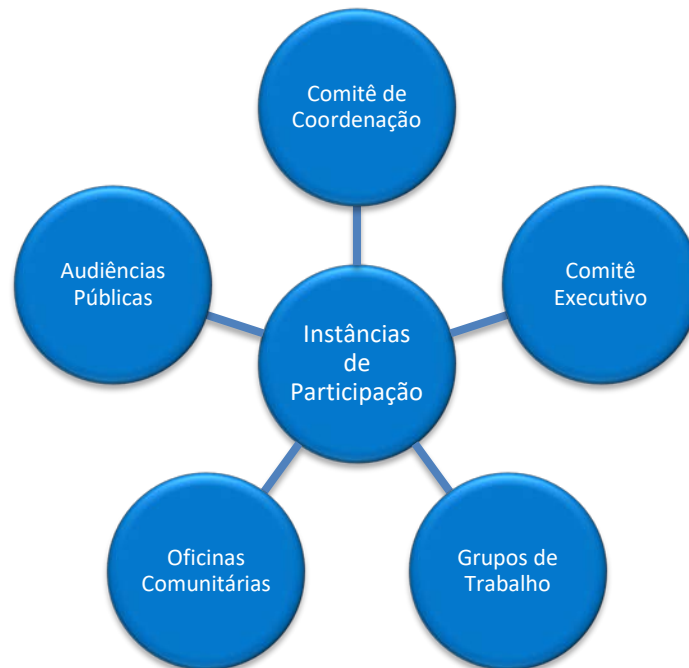 Comitê de
Coordenação
Audiências
Públicas
Comitê
Executivo
Instâncias
de
Participação
Oficinas
Comunitárias
Grupos de
Trabalho